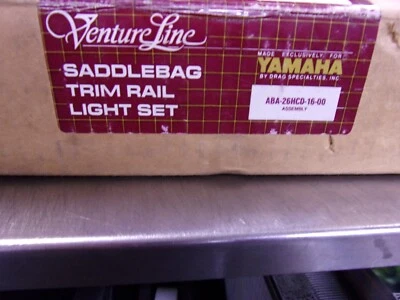 Venture Line
SADDLEBAG
TRIM RAIL
LIGHT SET
MADE EXCLUSIVELY FOR
YAMAHA
BY DRAG SPECIALTIES, INC
ABA-26HCD-16-00
ASSEMBLY